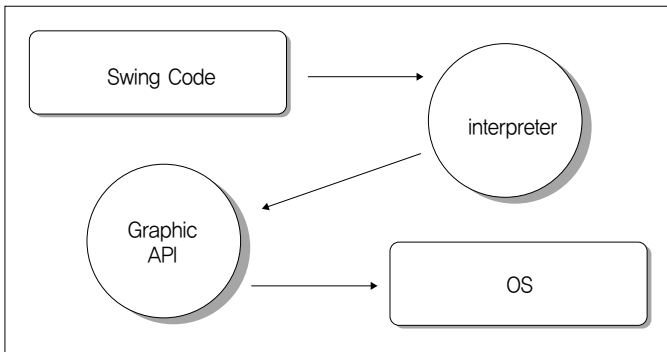 Swing Code
interpreter
Graphic
API
OS